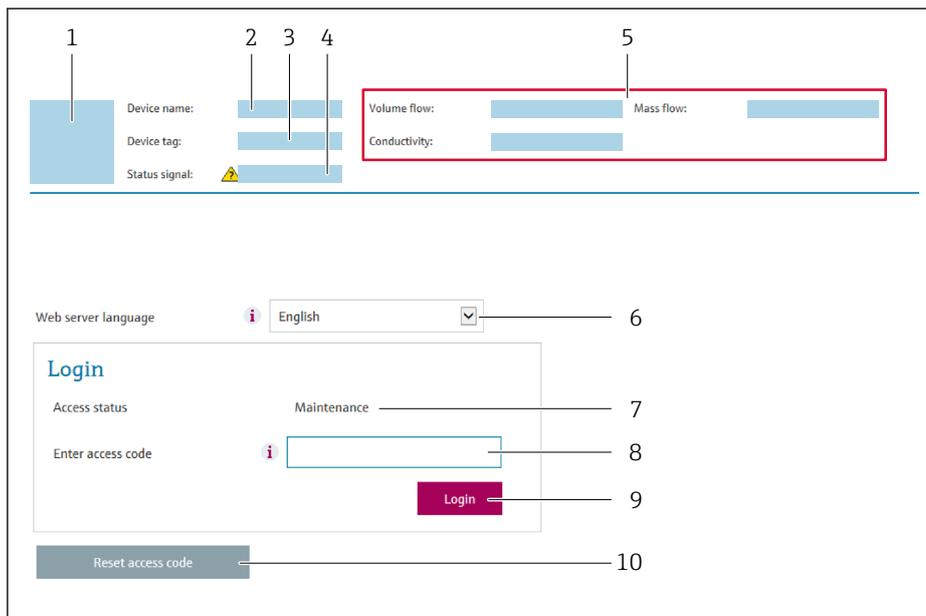 1 2 3 4 5
Device name: Volume flow: Mass flow:
Device tag: Conductivity:
Status signal: ?
Web server language i English 6
Login
Access status Maintenance 7
Enter access code i 8
Login 9
Reset access code 10